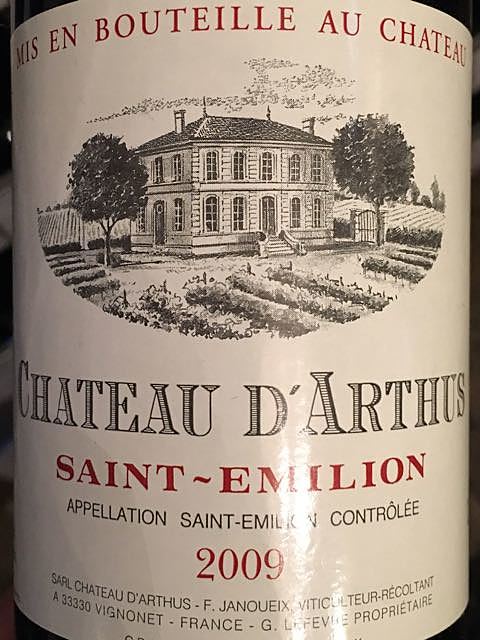 MIS EN BOUTEILLE AU CHATEAU
CHATEAU D'ARTHUS
SAINT~EMILION
APPELLATION SAINT-EMILION CONTRÔLÉE
2009
SARL CHATEAU D'ARTHUS - F. JANOUEIX, VITICULTEUR-RÉCOLTANT
A 33330 VIGNONET - FRANCE - G. LEFEVRE PROPRIÉTAIRE